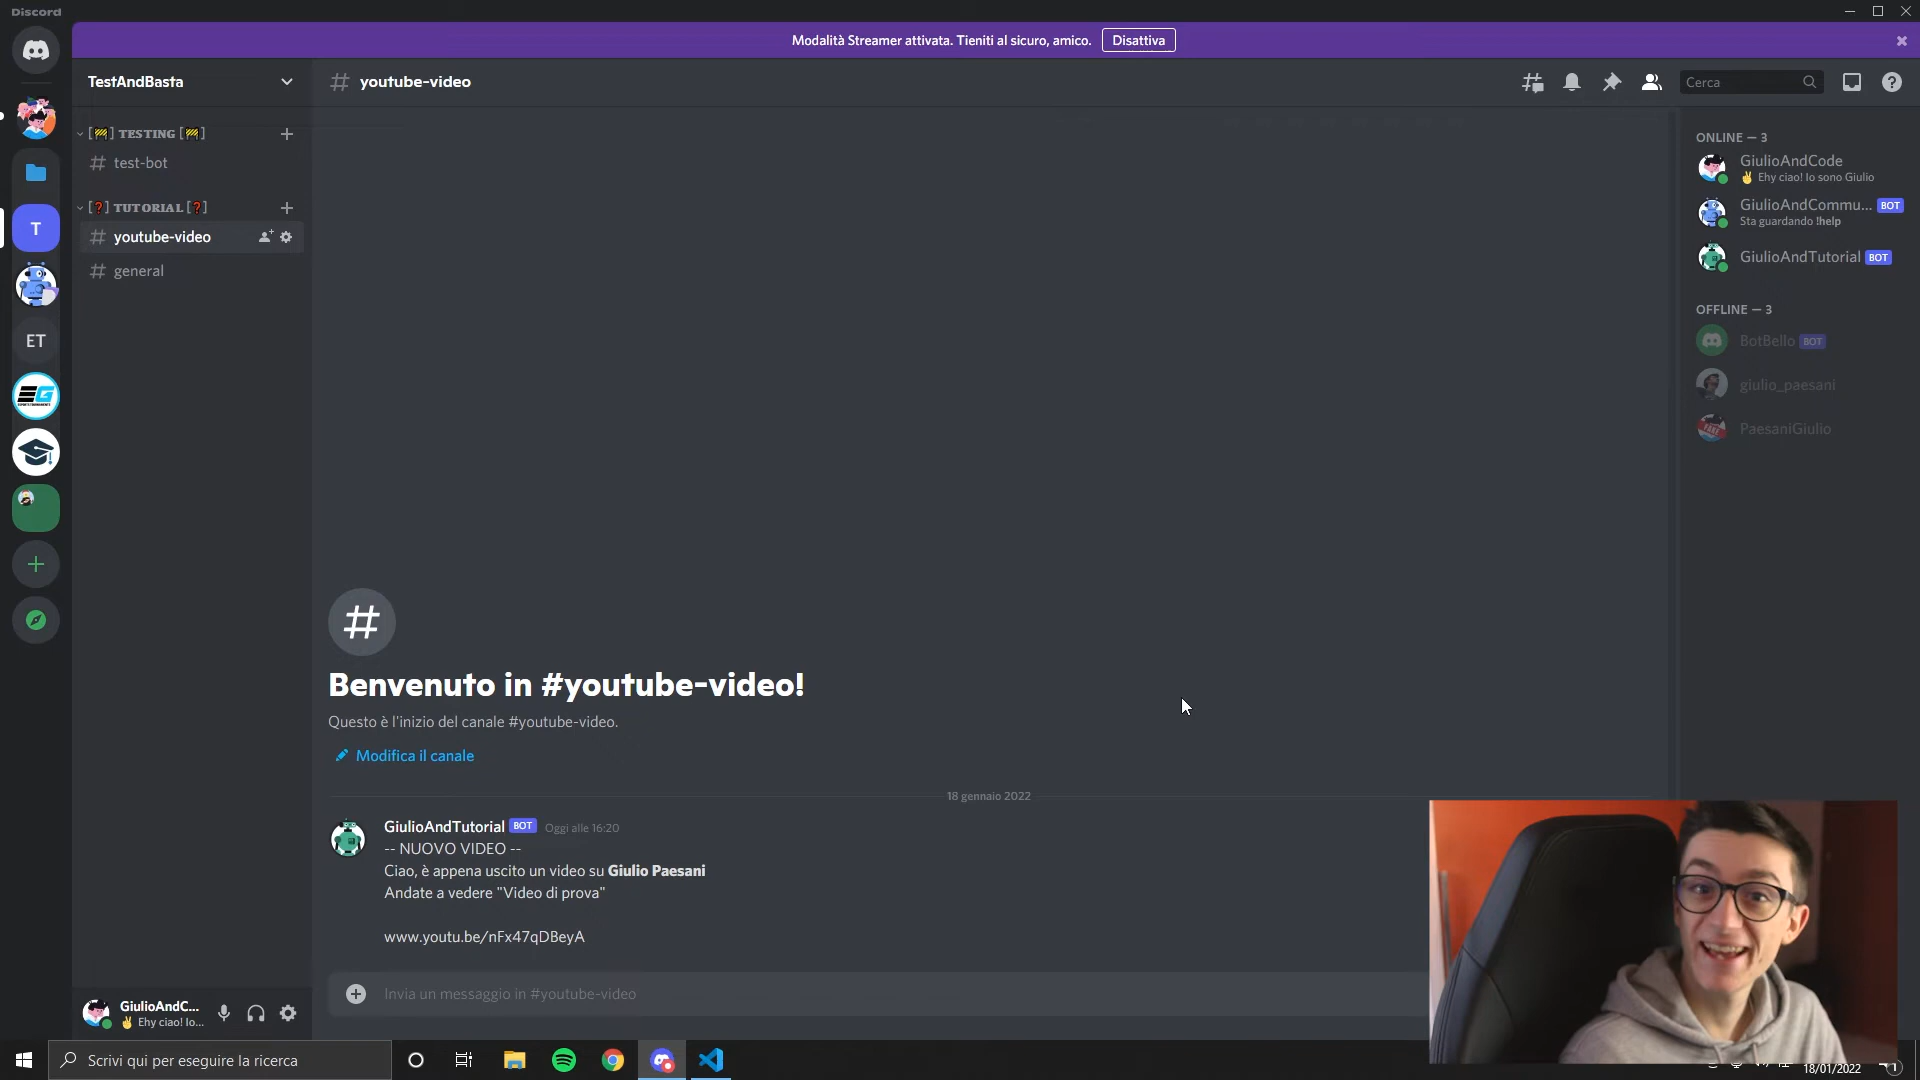 Discord
Modalità Streamer attivata. Tieniti al sicuro, amico.
Disattiva
TestAndBasta
youtube-video
Cerca
[🚧] TESTING [🚧]
test-bot
[❓] TUTORIAL [❓]
youtube-video
general
T
ET
EG
ONLINE — 3
GiulioAndCode
✌ Ehy ciao! Io sono Giulio
GiulioAndCommu... BOT
Sta guardando !help
GiulioAndTutorial BOT
OFFLINE — 3
BotBello BOT
giulio_paesani
PaesaniGiulio
Benvenuto in #youtube-video!
Questo è l'inizio del canale #youtube-video.
Modifica il canale
18 gennaio 2022
GiulioAndTutorial BOT Oggi alle 16:20
-- NUOVO VIDEO --
Ciao, è appena uscito un video su Giulio Paesani
Andate a vedere "Video di prova"
www.youtu.be/nFx47qDBeyA
Invia un messaggio in #youtube-video
GiulioAndC...
✌ Ehy ciao! Io...
Scrivi qui per eseguire la ricerca
18/01/2022
1